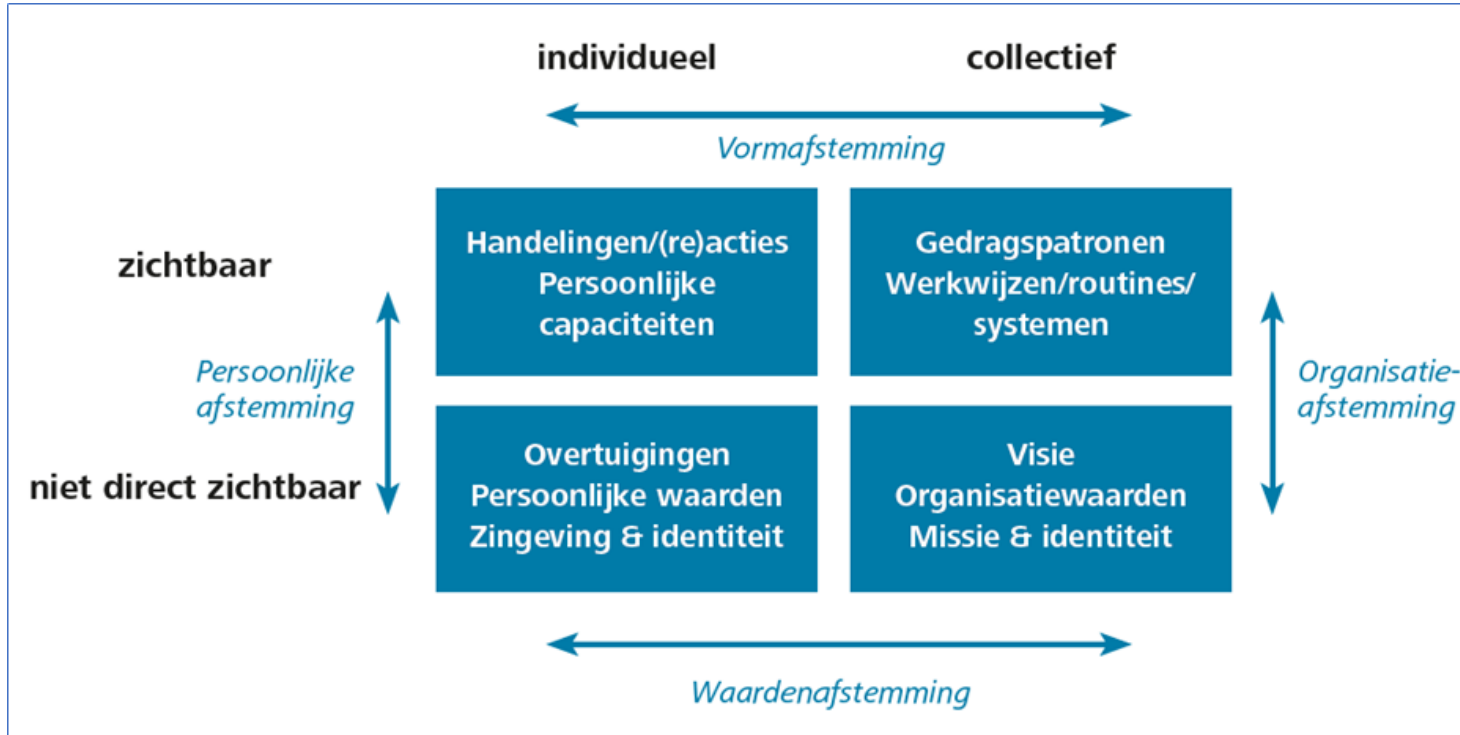 individueel
collectief
Vormafstemming
zichtbaar
Handelingen/(re)acties
Persoonlijke
capaciteiten
Gedragspatronen
Werkwijzen/routines/
systemen
Persoonlijke
afstemming
Organisatie-
afstemming
niet direct zichtbaar
Overtuigingen
Persoonlijke waarden
Zingeving & identiteit
Visie
Organisatiewaarden
Missie & identiteit
Waardenafstemming